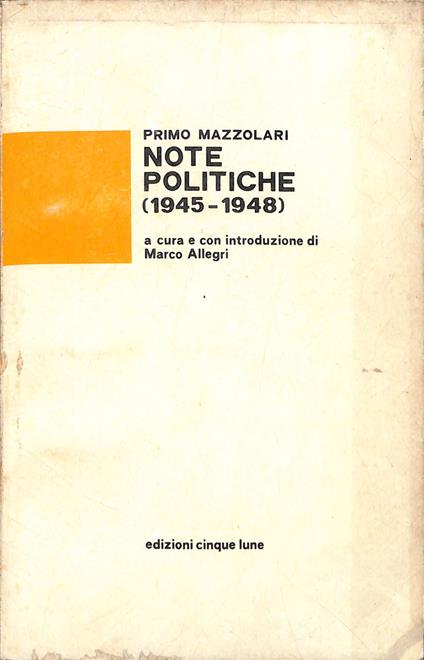 PRIMO MAZZOLARI
NOTE
POLITICHE
(1945-1948)
a cura e con introduzione di
Marco Allegri
edizioni cinque lune